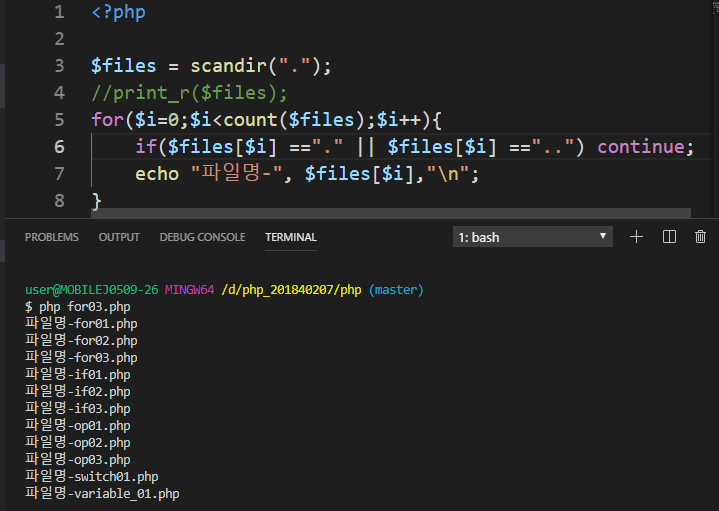 1 <?php
2
3 $files = scandir(".");
4 //print_r($files);
5 for($i=0;$i<count($files);$i++){
6 if($files[$i] =="." || $files[$i] =="..") continue;
7 echo "파일명-", $files[$i],"\n";
8 }
PROBLEMS OUTPUT DEBUG CONSOLE TERMINAL 1: bash
user@MOBILEJ0509-26 MINGW64 /d/php_201840207/php (master)
$ php for03.php
파일명-for01.php
파일명-for02.php
파일명-for03.php
파일명-if01.php
파일명-if02.php
파일명-if03.php
파일명-op01.php
파일명-op02.php
파일명-op03.php
파일명-switch01.php
파일명-variable_01.php